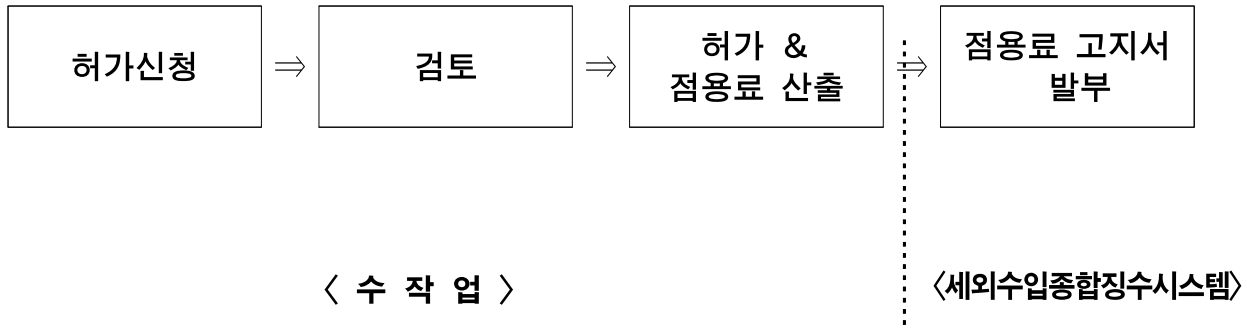 허가신청 ⇒ 검토 ⇒ 허가 &
점용료 산출 ⇒ 점용료 고지서
발부
〈 수 작 업 〉
〈세외수입종합징수시스템〉